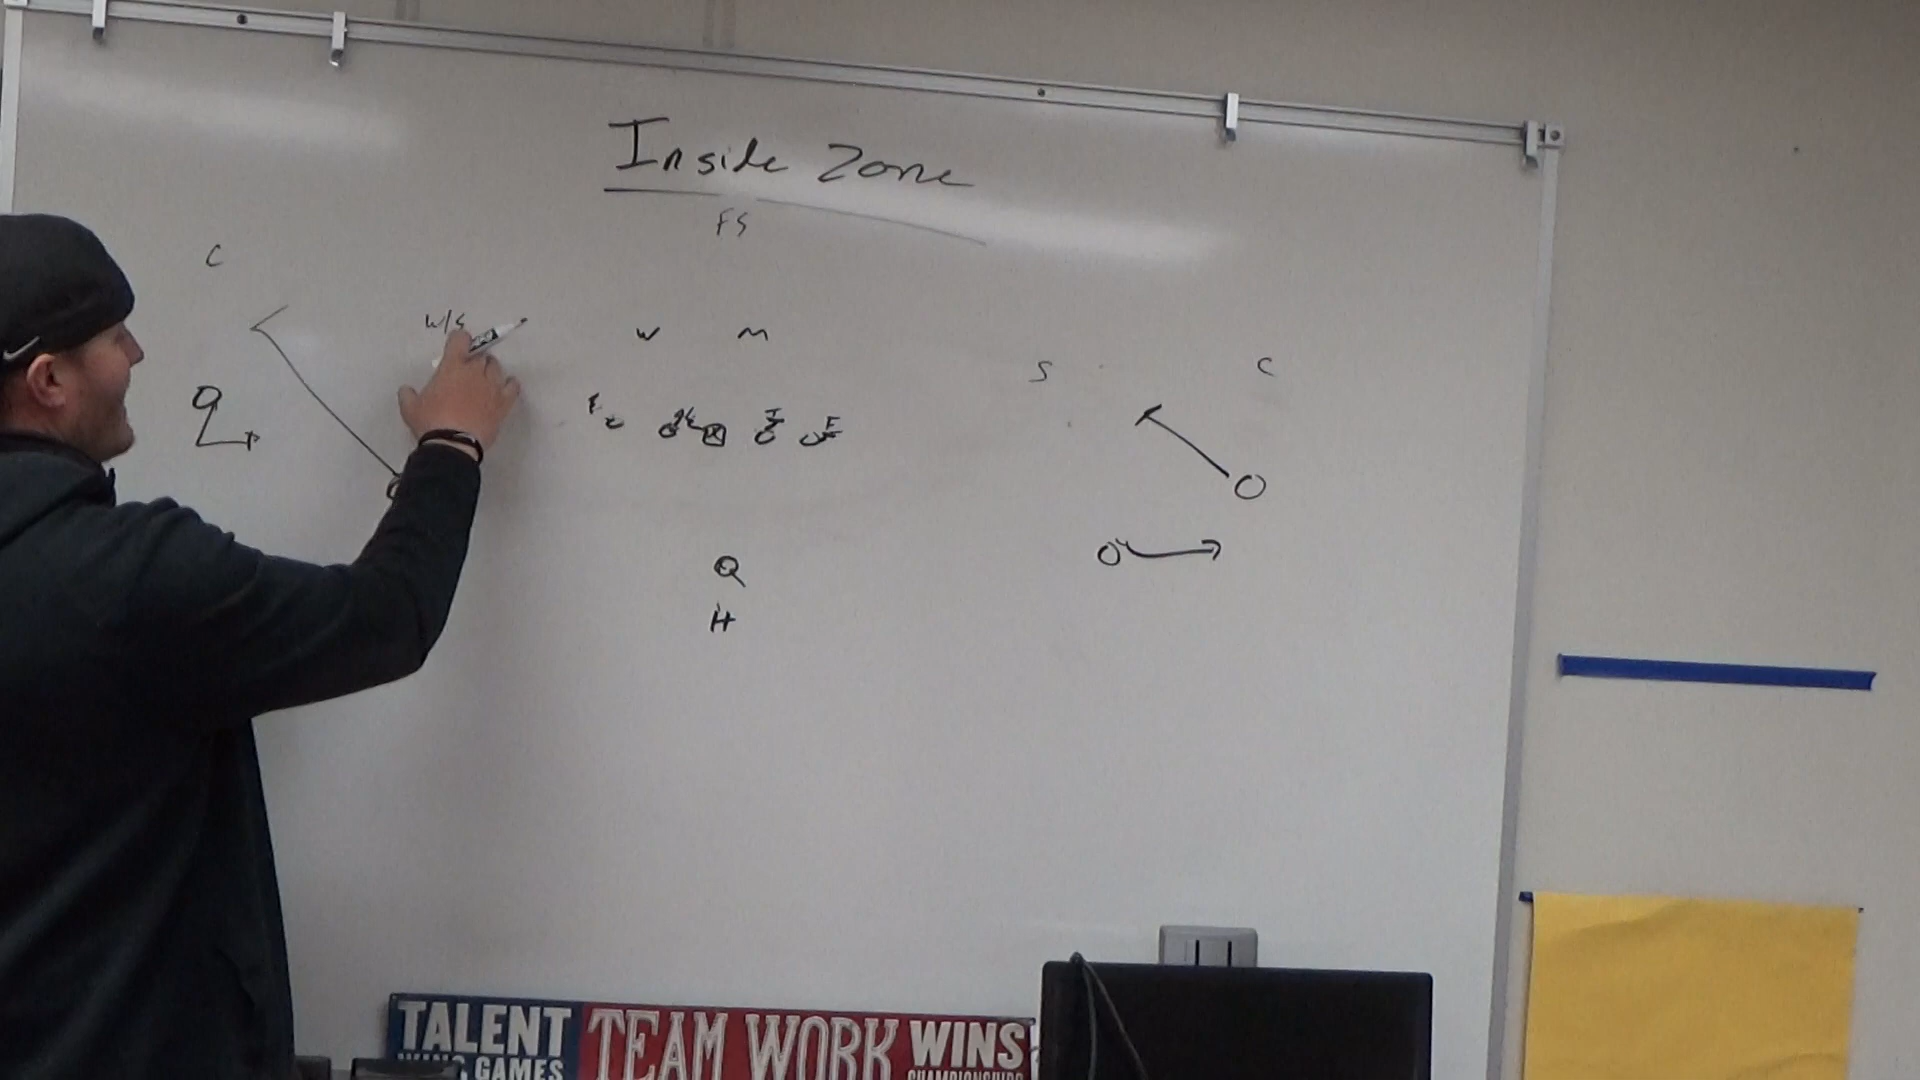 Inside Zone
FS
C
W/S W M
S C
E
T
E
Q
H
TALENT TEAM WORK WINS
GAMES